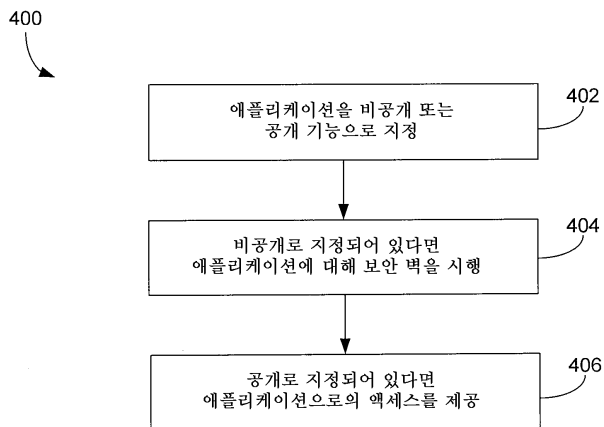 400
애플리케이션을 비공개 또는
공개 기능으로 지정
402
비공개로 지정되어 있다면
애플리케이션에 대해 보안 벽을 시행
404
공개로 지정되어 있다면
애플리케이션으로의 액세스를 제공
406